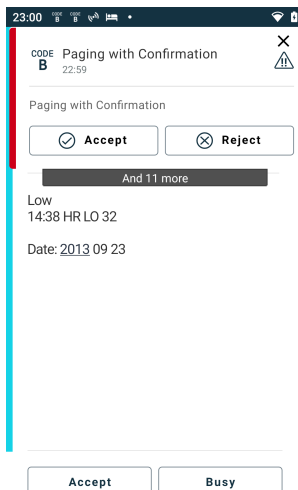 23:00 CODE B CODE B
CODE B Paging with Confirmation
22:59
Paging with Confirmation
Accept Reject
And 11 more
Low
14:38 HR LO 32
Date: 2013 09 23
Accept Busy